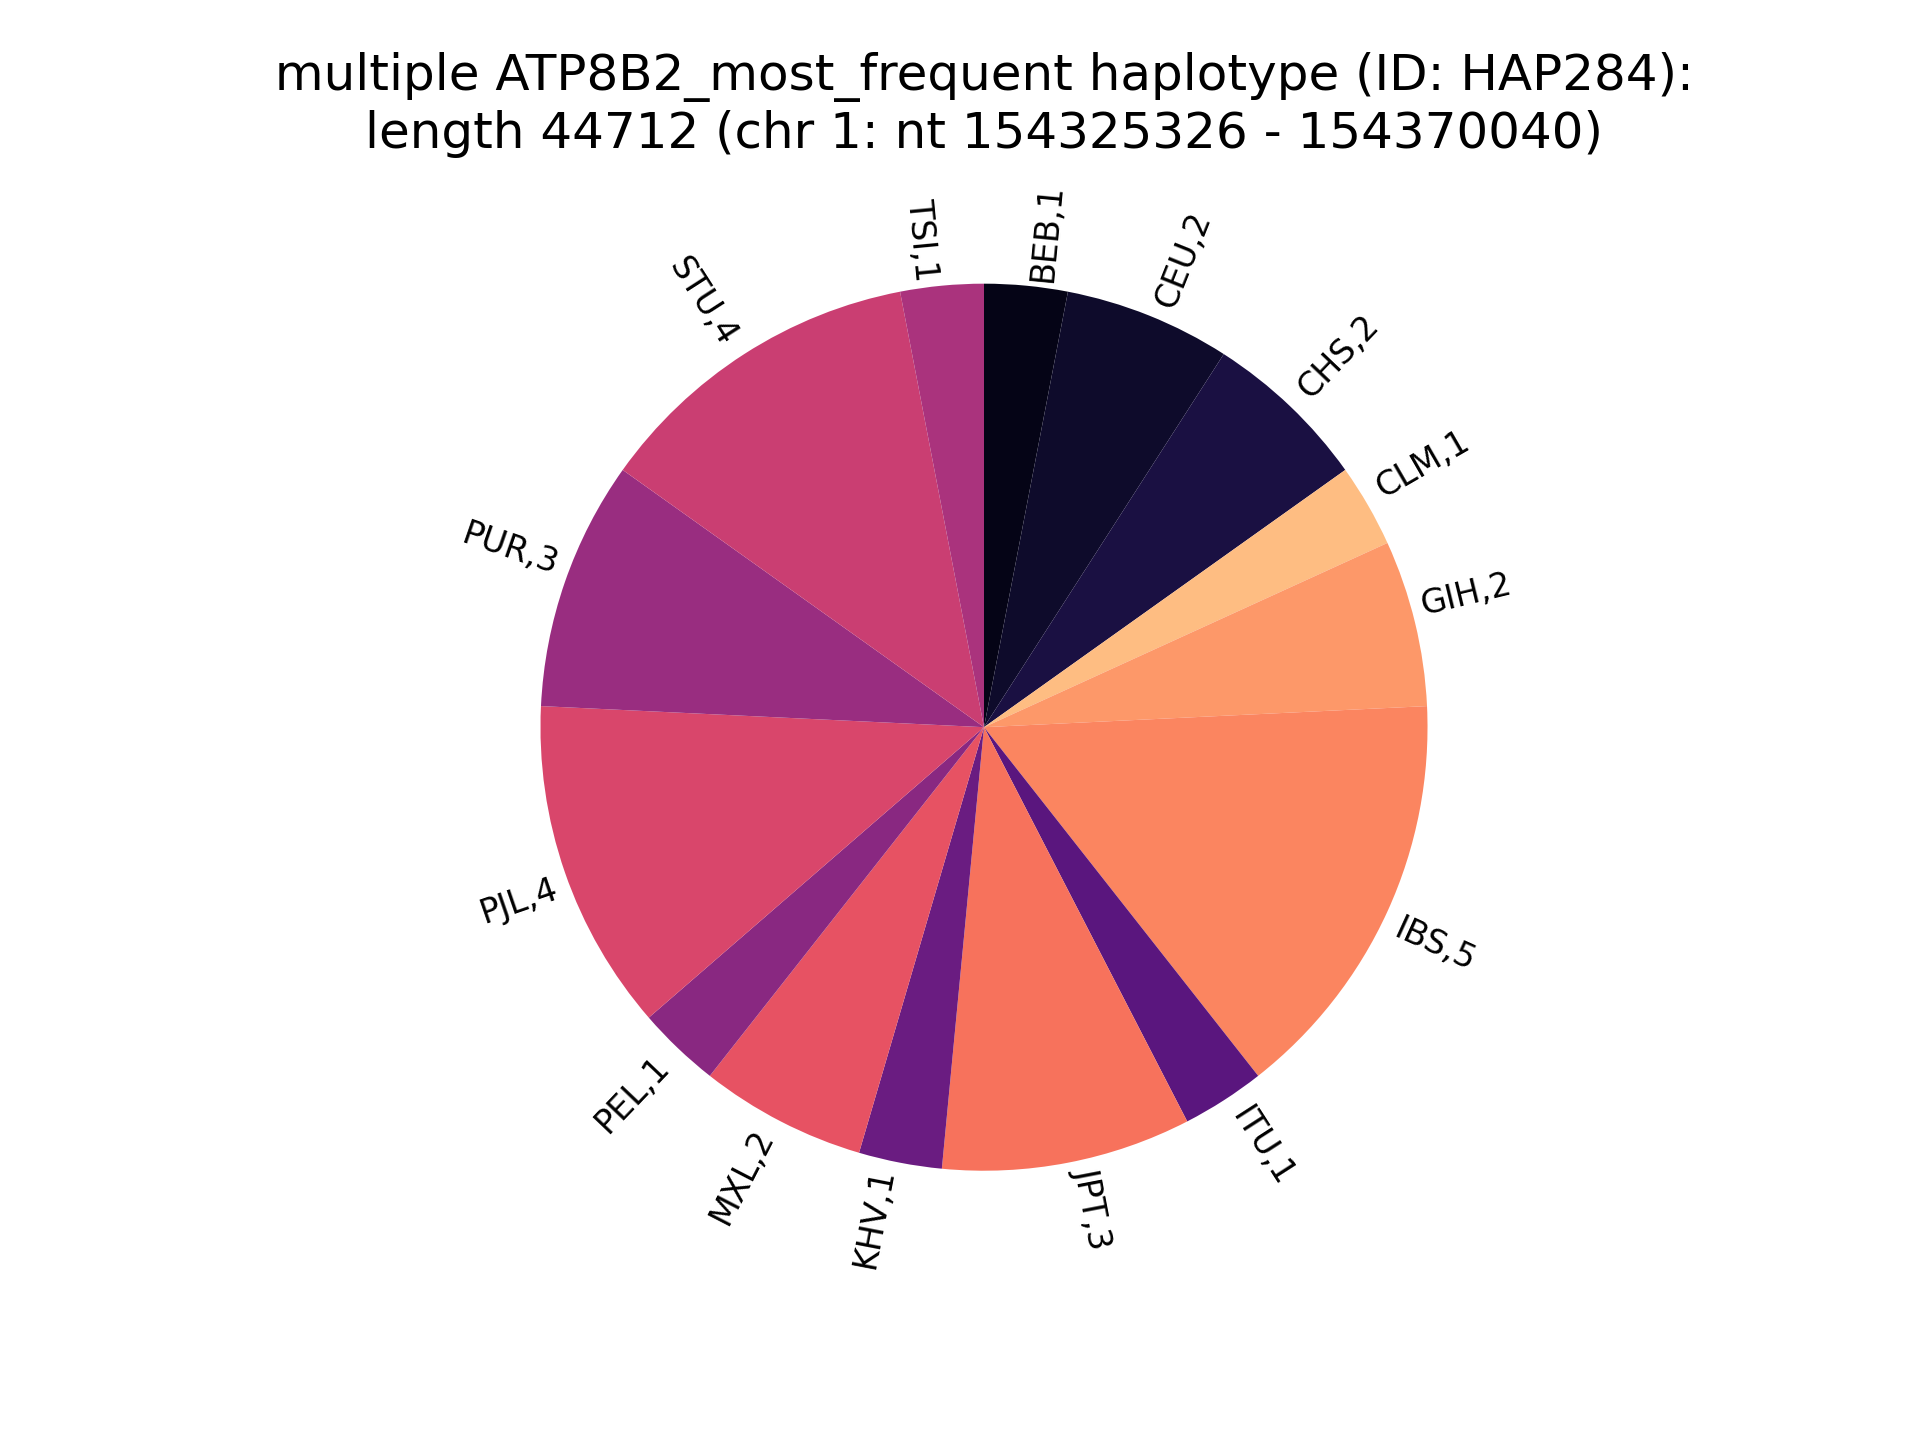 multiple ATP8B2_most_frequent haplotype (ID: HAP284):
length 44712 (chr 1: nt 154325326 - 154370040)
BEB,1
CEU,2
CHS,2
CLM,1
GIH,2
IBS,5
ITU,1
JPT,3
KHV,1
MXL,2
PEL,1
PJL,4
PUR,3
STU,4
TSI,1